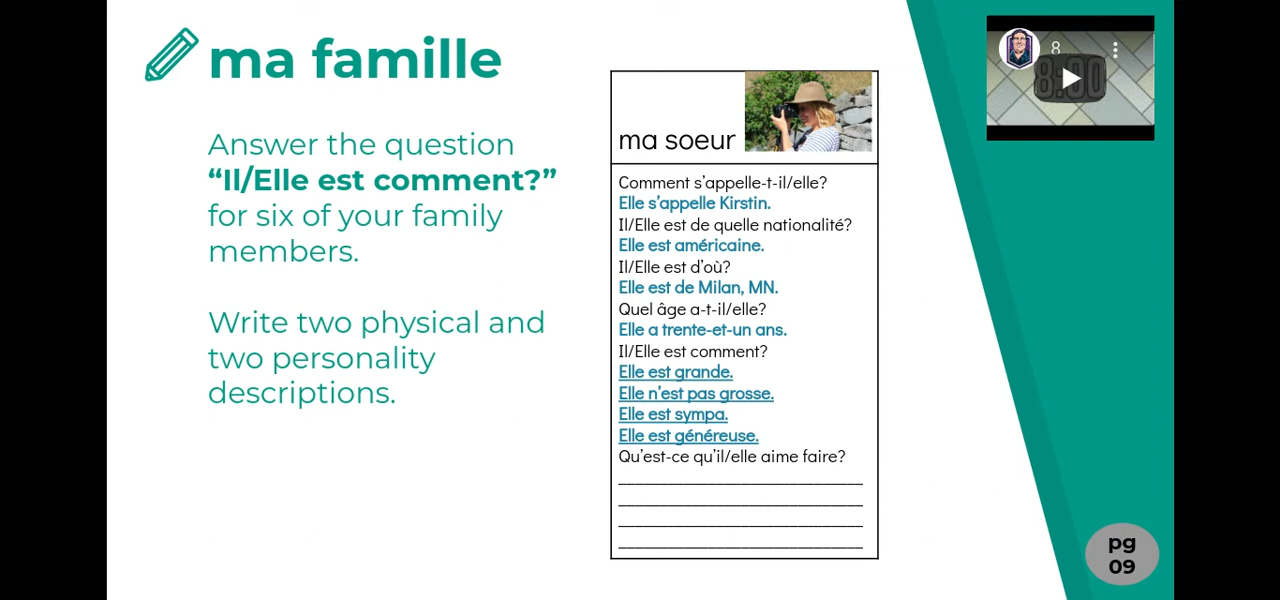 ma famille
Answer the question
“Il/Elle est comment?”
for six of your family
members.
Write two physical and
two personality
descriptions.
ma soeur
Comment s’appelle-t-il/elle?
Elle s’appelle Kirstin.
Il/Elle est de quelle nationalité?
Elle est américaine.
Il/Elle est d’où?
Elle est de Milan, MN.
Quel âge a-t-il/elle?
Elle a trente-et-un ans.
Il/Elle est comment?
Elle est grande.
Elle n’est pas grosse.
Elle est sympa.
Elle est généreuse.
Qu’est-ce qu’il/elle aime faire?
8
8:00
pg
09